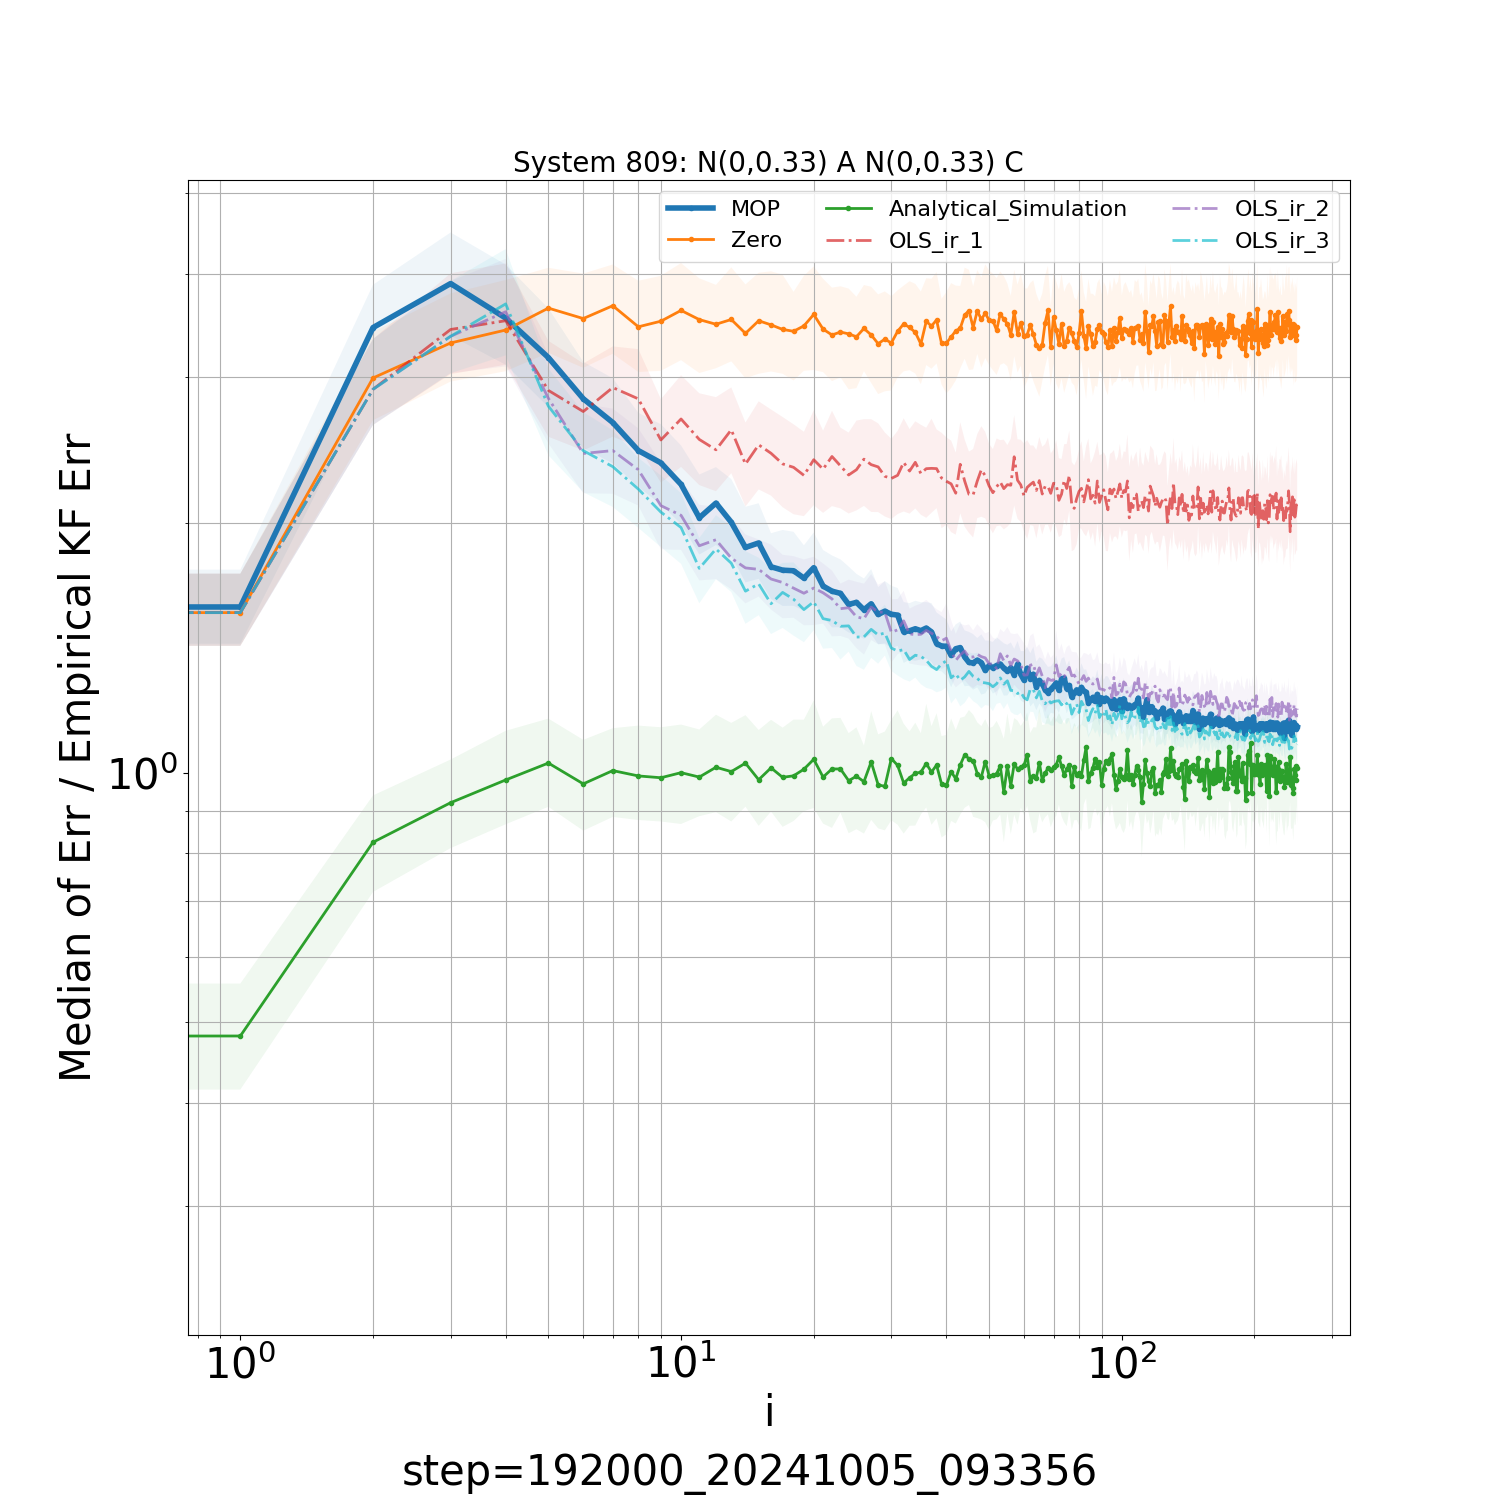 System 809: N(0,0.33) A N(0,0.33) C
MOP
Zero
Analytical_Simulation
OLS_ir_1
OLS_ir_2
OLS_ir_3
Median of Err / Empirical KF Err
10⁰
10⁰
10¹
10²
i
step=192000_20241005_093356